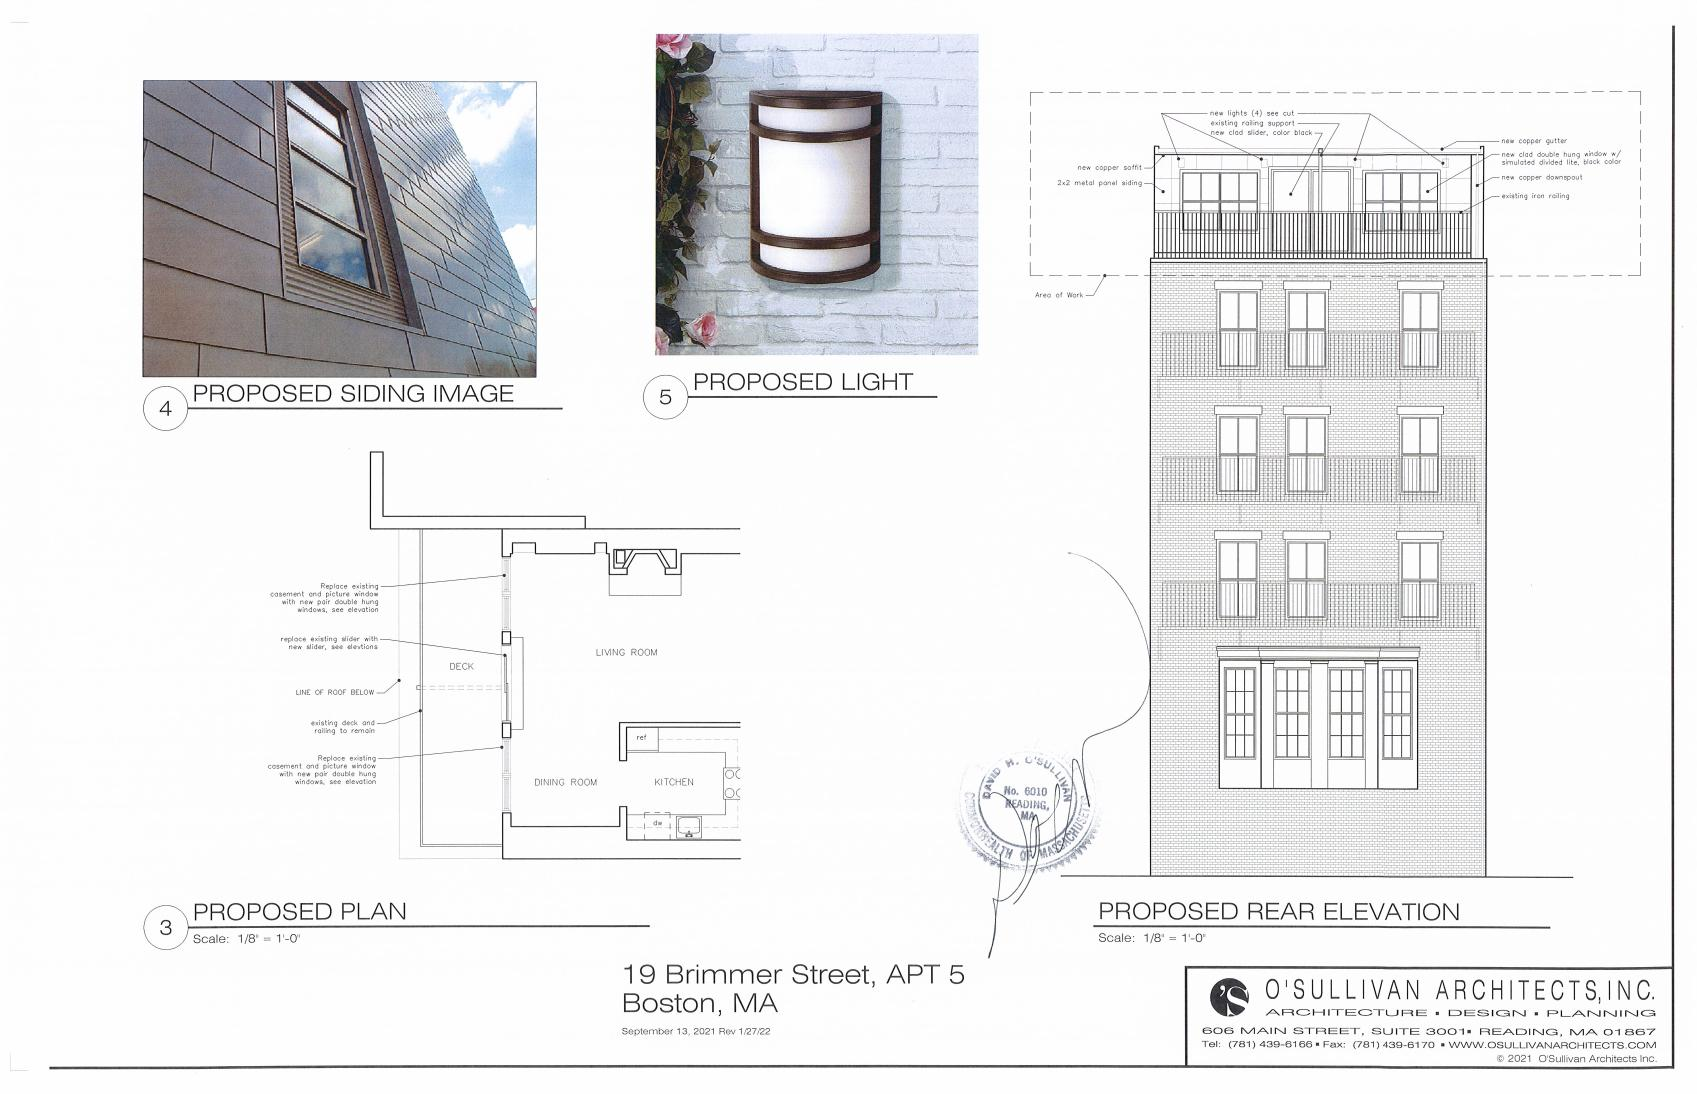 4
PROPOSED SIDING IMAGE
5
PROPOSED LIGHT
new lights (4) see cut
existing railing support
new clad slider, color black
new copper soffit
2x2 metal panel siding
new copper gutter
new clad double hung window w/
simulated divided lite, black color
new copper downspout
existing iron railing
Area of Work
Replace existing
casement and picture window
with new pair double hung
windows, see elevation
replace existing slider with
new slider, see elevtions
DECK
LINE OF ROOF BELOW
existing deck and
railing to remain
Replace existing
casement and picture window
with new pair double hung
windows, see elevation
LIVING ROOM
ref
DINING ROOM
KITCHEN
dw
3
PROPOSED PLAN
Scale: 1/8" = 1'-0"
DAVID H. O'SULLIVAN
No. 6010
READING,
MA
COMMONWEALTH OF MASSACHUSETTS
PROPOSED REAR ELEVATION
Scale: 1/8" = 1'-0"
19 Brimmer Street, APT 5
Boston, MA
September 13, 2021 Rev 1/27/22
O'SULLIVAN ARCHITECTS, INC.
ARCHITECTURE ▪ DESIGN ▪ PLANNING
606 MAIN STREET, SUITE 3001▪ READING, MA 01867
Tel: (781) 439-6166 ▪ Fax: (781) 439-6170 ▪ WWW.OSULLIVANARCHITECTS.COM
© 2021 O'Sullivan Architects Inc.